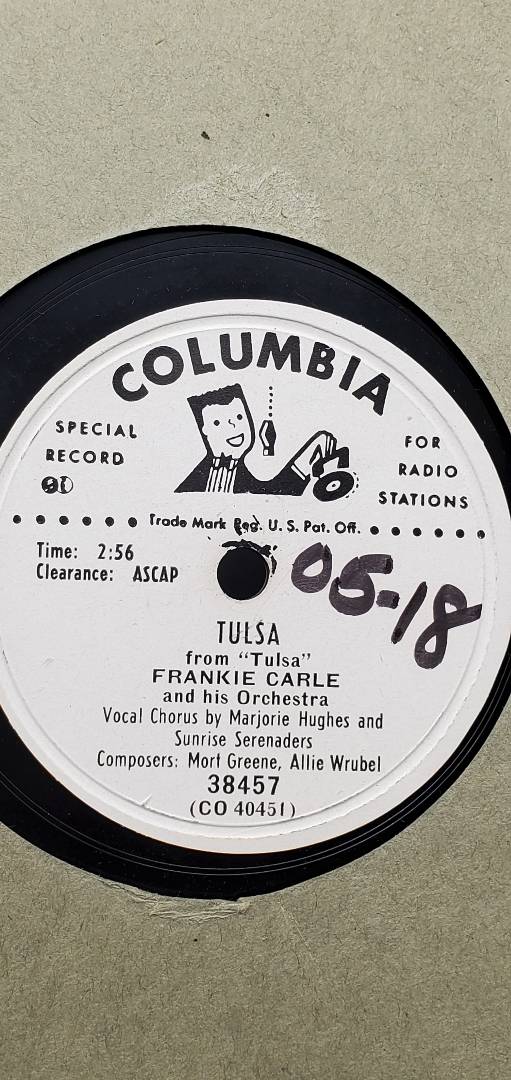 COLUMBIA
SPECIAL
RECORD
FOR
RADIO
STATIONS
Trade Mark Reg. U. S. Pat. Off.
Time: 2:56
Clearance: ASCAP
05-18
TULSA
from "Tulsa"
FRANKIE CARLE
and his Orchestra
Vocal Chorus by Marjorie Hughes and
Sunrise Serenaders
Composers: Mort Greene, Allie Wrubel
38457
(CO 40451)